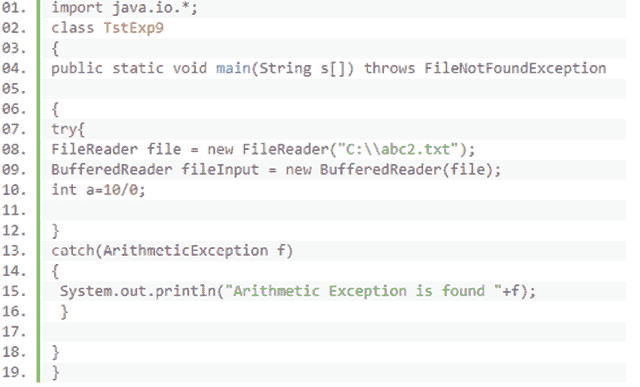 01. import java.io.*;
02. class TstExp9
03. {
04. public static void main(String s[]) throws FileNotFoundException
05.
06. {
07. try{
08. FileReader file = new FileReader("C:\\abc2.txt");
09. BufferedReader fileInput = new BufferedReader(file);
10. int a=10/0;
11.
12. }
13. catch(ArithmeticException f)
14. {
15. System.out.println("Arithmetic Exception is found "+f);
16. }
17.
18. }
19. }